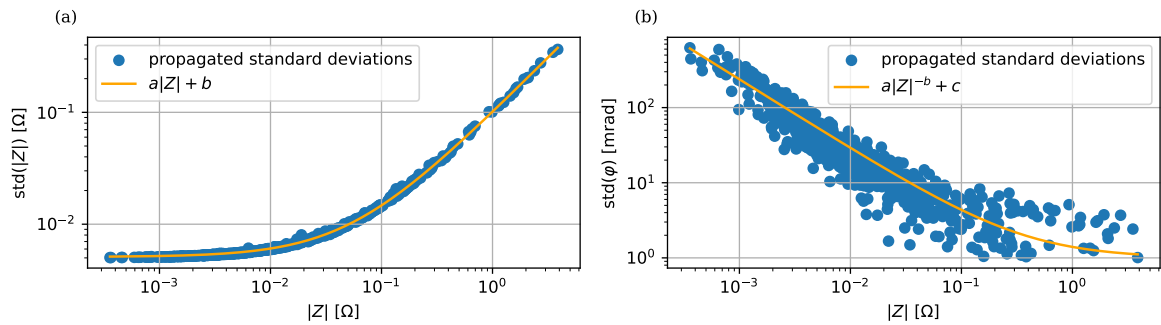 (a)
std(|Z|) [Ω]
10⁻¹
10⁻²
propagated standard deviations
a|Z| + b
10⁻³ 10⁻² 10⁻¹ 10⁰
|Z| [Ω]
(b)
std(φ) [mrad]
10²
10¹
10⁰
propagated standard deviations
a|Z|⁻ᵇ + c
10⁻³ 10⁻² 10⁻¹ 10⁰
|Z| [Ω]